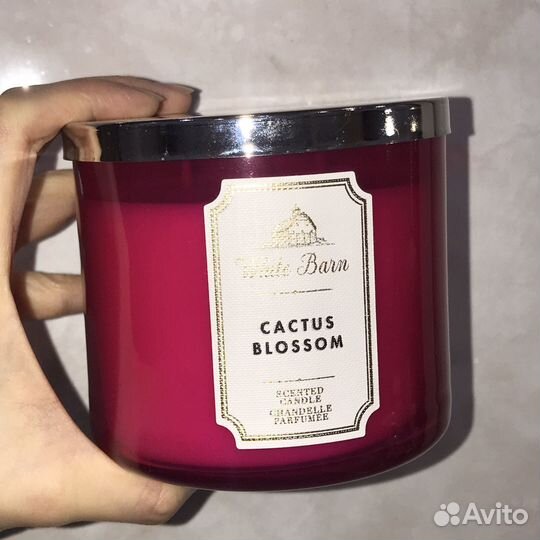 White Barn
CACTUS
BLOSSOM
SCENTED
CANDLE
CHANDELLE
PARFUMÉE
Avito